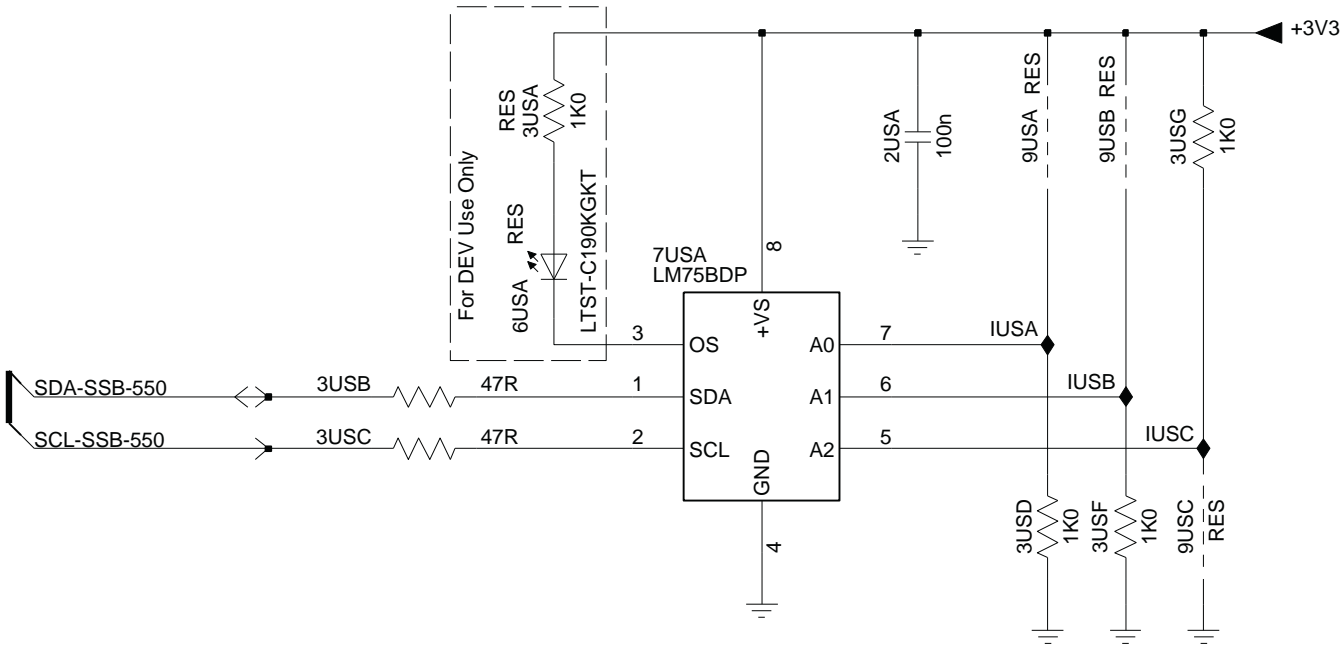 +3V3
For DEV Use Only
RES
3USA
1K0
6USA
RES
LTST-C190KGKT
2USA
100n
9USA RES
9USB RES
3USG
1K0
7USA
LM75BDP
8
+VS
3
OS
A0
7
IUSA
SDA-SSB-550
3USB
47R
1
SDA
A1
6
IUSB
SCL-SSB-550
3USC
47R
2
SCL
A2
5
IUSC
GND
4
3USD
1K0
3USF
1K0
9USC
RES